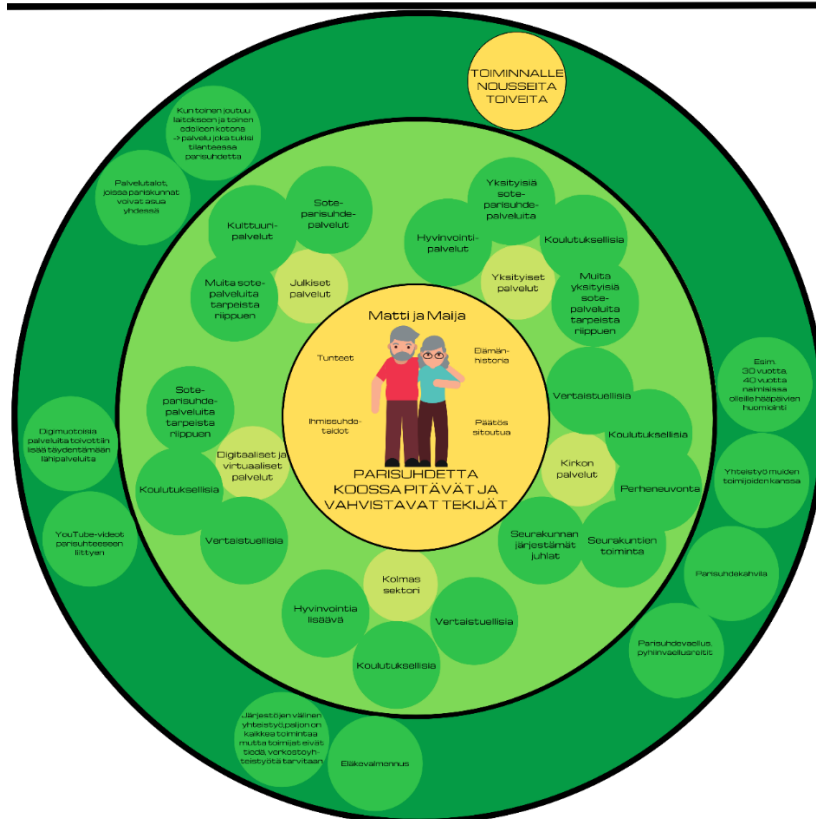 TOIMINNALLE
NOUSSEITA
TOIVEITA
Kun toinen joutuu
laitokseen ja toinen
edelleen kotona
-> palvelu joka tukisi
tilanteessa
parisuhdetta
Palvelutalot,
joissa pariskunnat
voivat asua
yhdessä
Sote-
parisuhde-
palvelut
Kulttuuri-
palvelut
Muita sote-
palveluita
tarpeista
riippuen
Julkiset
palvelut
Yksityisiä
sote-
parisuhde-
palveluita
Hyvinvointi-
palvelut
Koulutuksellisia
Yksityiset
palvelut
Muita
yksityisiä
sote-
palveluita
tarpeista
riippuen
Matti ja Maija
Tunteet
Elämän-
historia
Ihmissuhde-
taidot
Päätös
sitoutua
PARISUHDETTA
KOOSSA PITÄVÄT JA
VAHVISTAVAT TEKIJÄT
Vertaistuellisia
Koulutuksellisia
Kirkon
palvelut
Perheneuvonta
Seurakunnan
järjestämät
juhlat
Seurakuntien
toiminta
Esim.
30 vuotta,
40 vuotta
naimisissa
olleille hääpäivien
huomiointi
Yhteistyö muiden
toimijoiden
kanssa
Parisuhdekahvila
Parisuhdevaellus,
pyhiinvaellusreitit
Sote-
parisuhde-
palveluita
tarpeista
riippuen
Digitaaliset ja
virtuaaliset
palvelut
Koulutuksellisia
Vertaistuellisia
Digimuotoisia
palveluita toivottiin
lisää täydentämään
lähipalveluita
YouTube-videot
parisuhteeseen
liittyen
Kolmas
sektori
Hyvinvointia
lisäävä
Vertaistuellisia
Koulutuksellisia
Järjestöjen välinen
yhteistyö, paljon on
kaikkea toimintaa
mutta toimijat eivät
tiedä, verkostoyh-
teistyötä tarvitaan
Eläkevalmennus